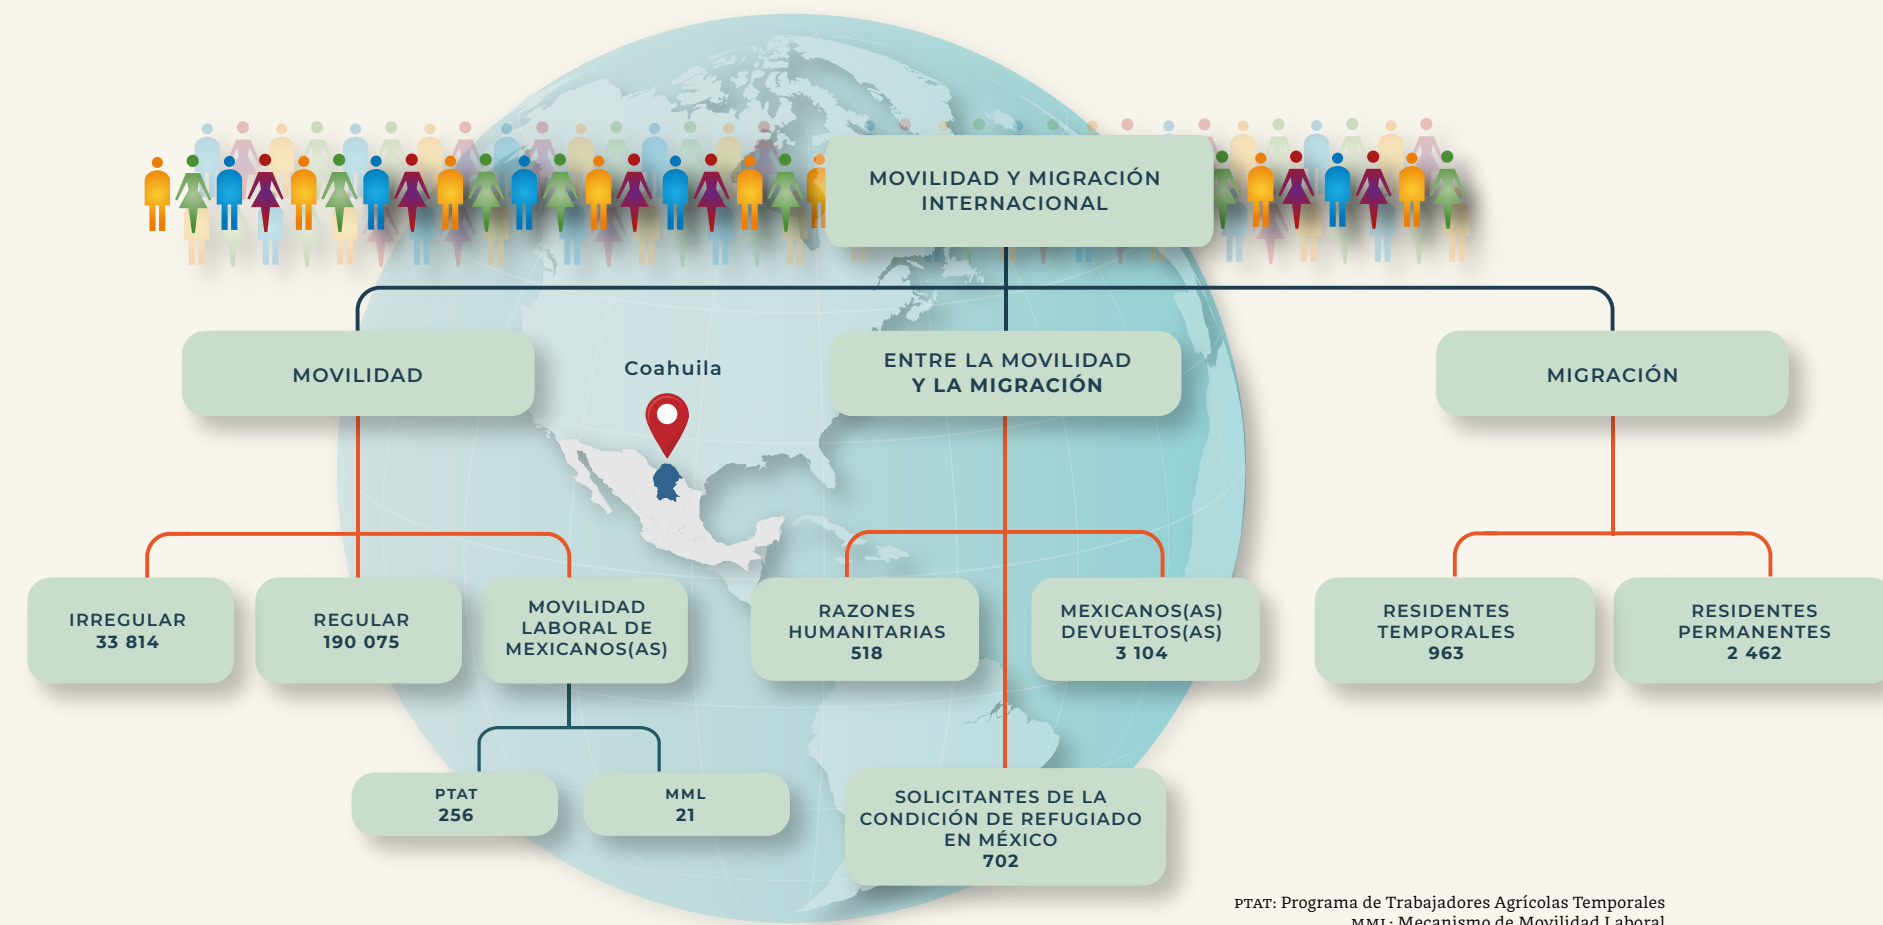 MOVILIDAD Y MIGRACIÓN
INTERNACIONAL
MOVILIDAD
Coahuila
ENTRE LA MOVILIDAD
Y LA MIGRACIÓN
MIGRACIÓN
IRREGULAR
33 814
REGULAR
190 075
MOVILIDAD
LABORAL DE
MEXICANOS(AS)
RAZONES
HUMANITARIAS
518
MEXICANOS(AS)
DEVUELTOS(AS)
3 104
RESIDENTES
TEMPORALES
963
RESIDENTES
PERMANENTES
2 462
PTAT
256
MML
21
SOLICITANTES DE LA
CONDICIÓN DE REFUGIADO
EN MÉXICO
702
PTAT: Programa de Trabajadores Agrícolas Temporales
MML: Mecanismo de Movilidad Laboral